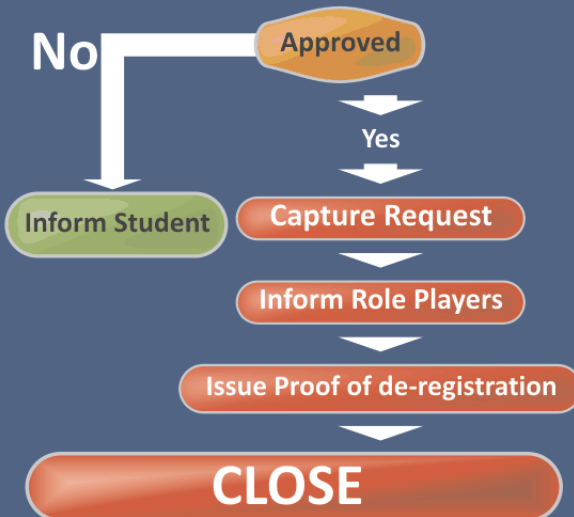 Approved
No
Yes
Inform Student
Capture Request
Inform Role Players
Issue Proof of de-registration
CLOSE